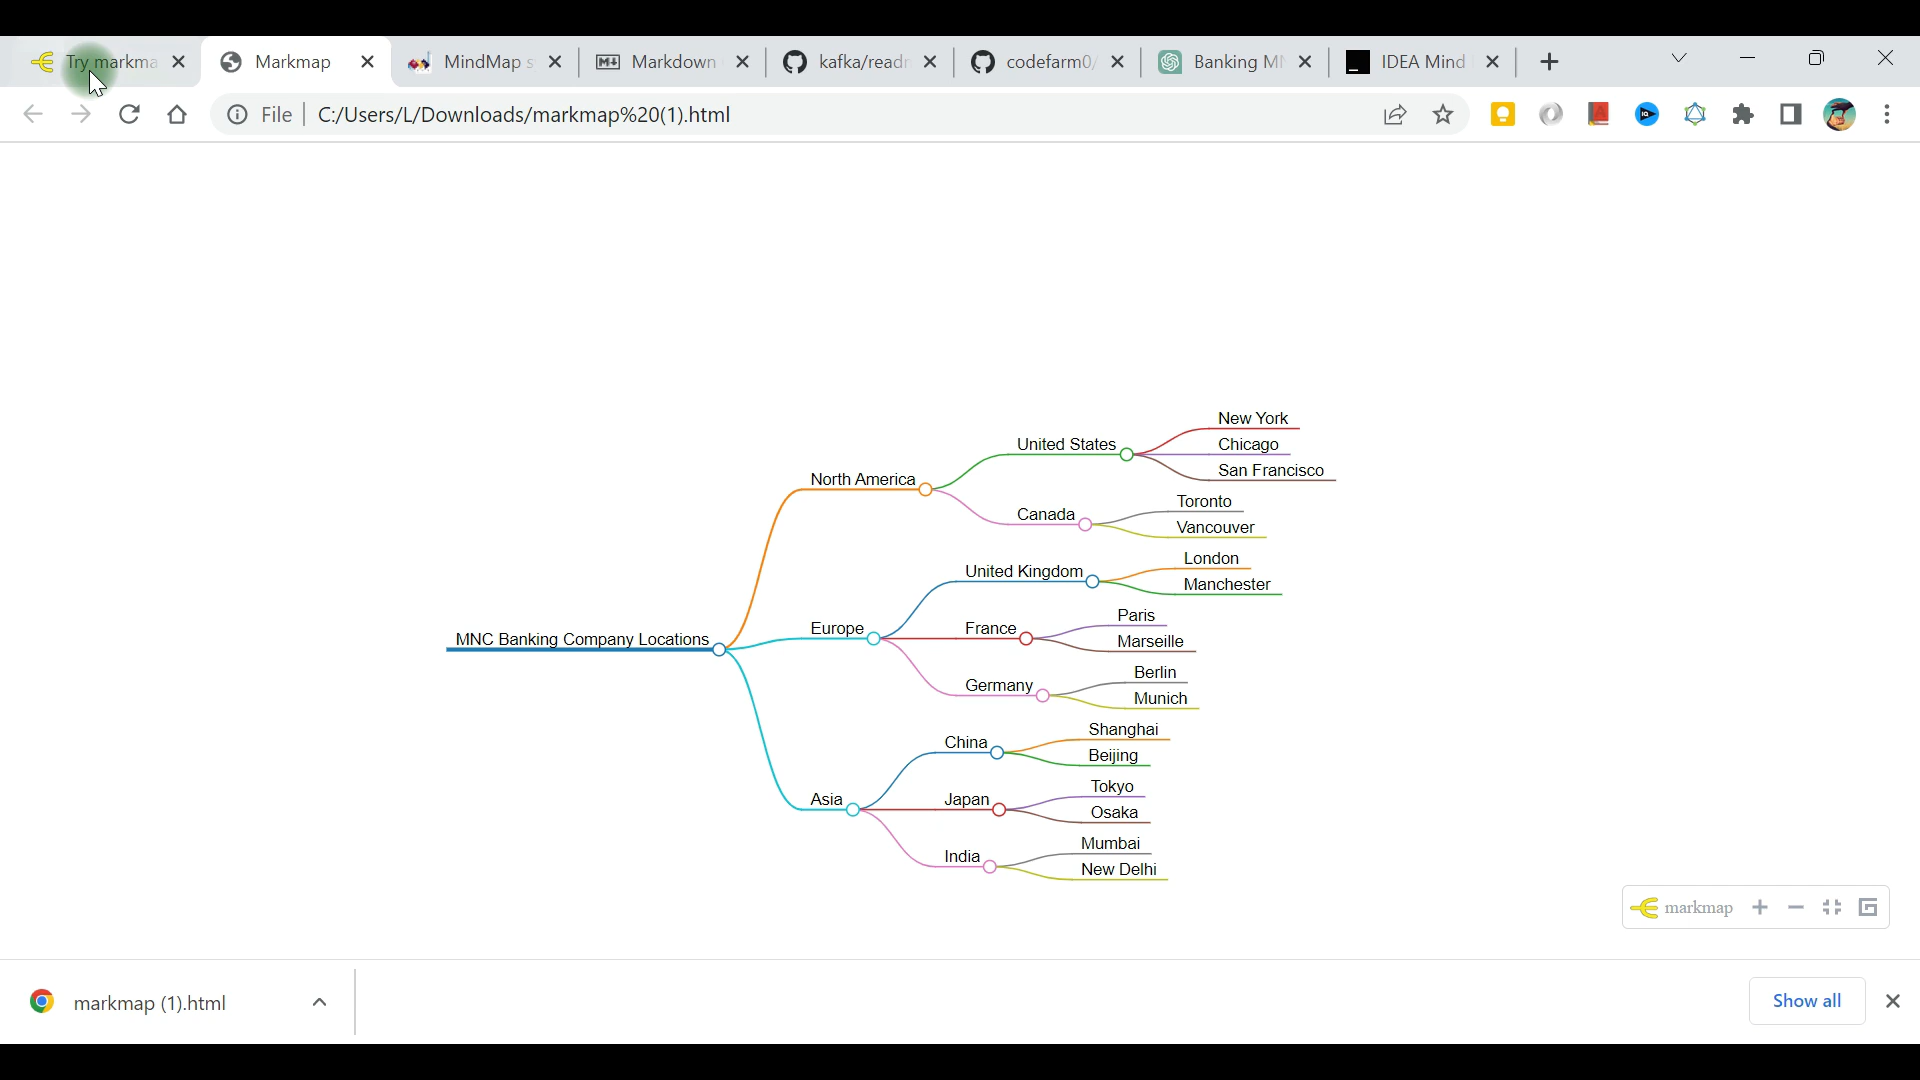 Try markma
Markmap
MindMap s
Markdown
kafka/readr
codefarm0/
Banking M
IDEA Mind
File
C:/Users/L/Downloads/markmap%20(1).html
New York
United States
Chicago
San Francisco
North America
Toronto
Canada
Vancouver
London
United Kingdom
Manchester
Paris
MNC Banking Company Locations
Europe
France
Marseille
Berlin
Germany
Munich
Shanghai
China
Beijing
Tokyo
Asia
Japan
Osaka
Mumbai
India
New Delhi
markmap
markmap (1).html
Show all